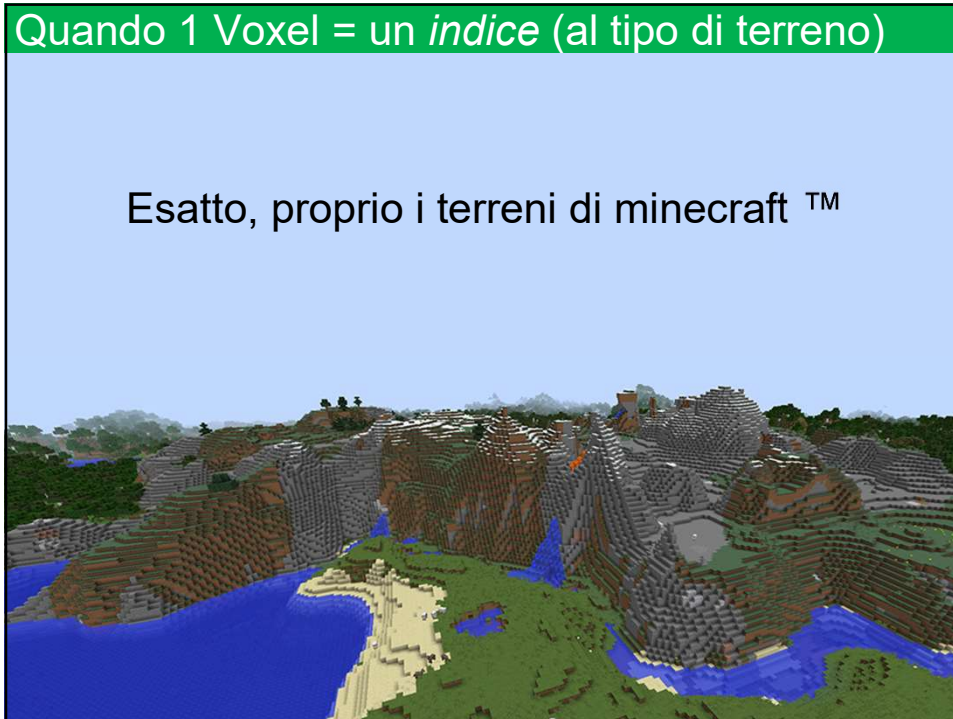 Quando 1 Voxel = un indice (al tipo di terreno)
Esatto, proprio i terreni di minecraft ™